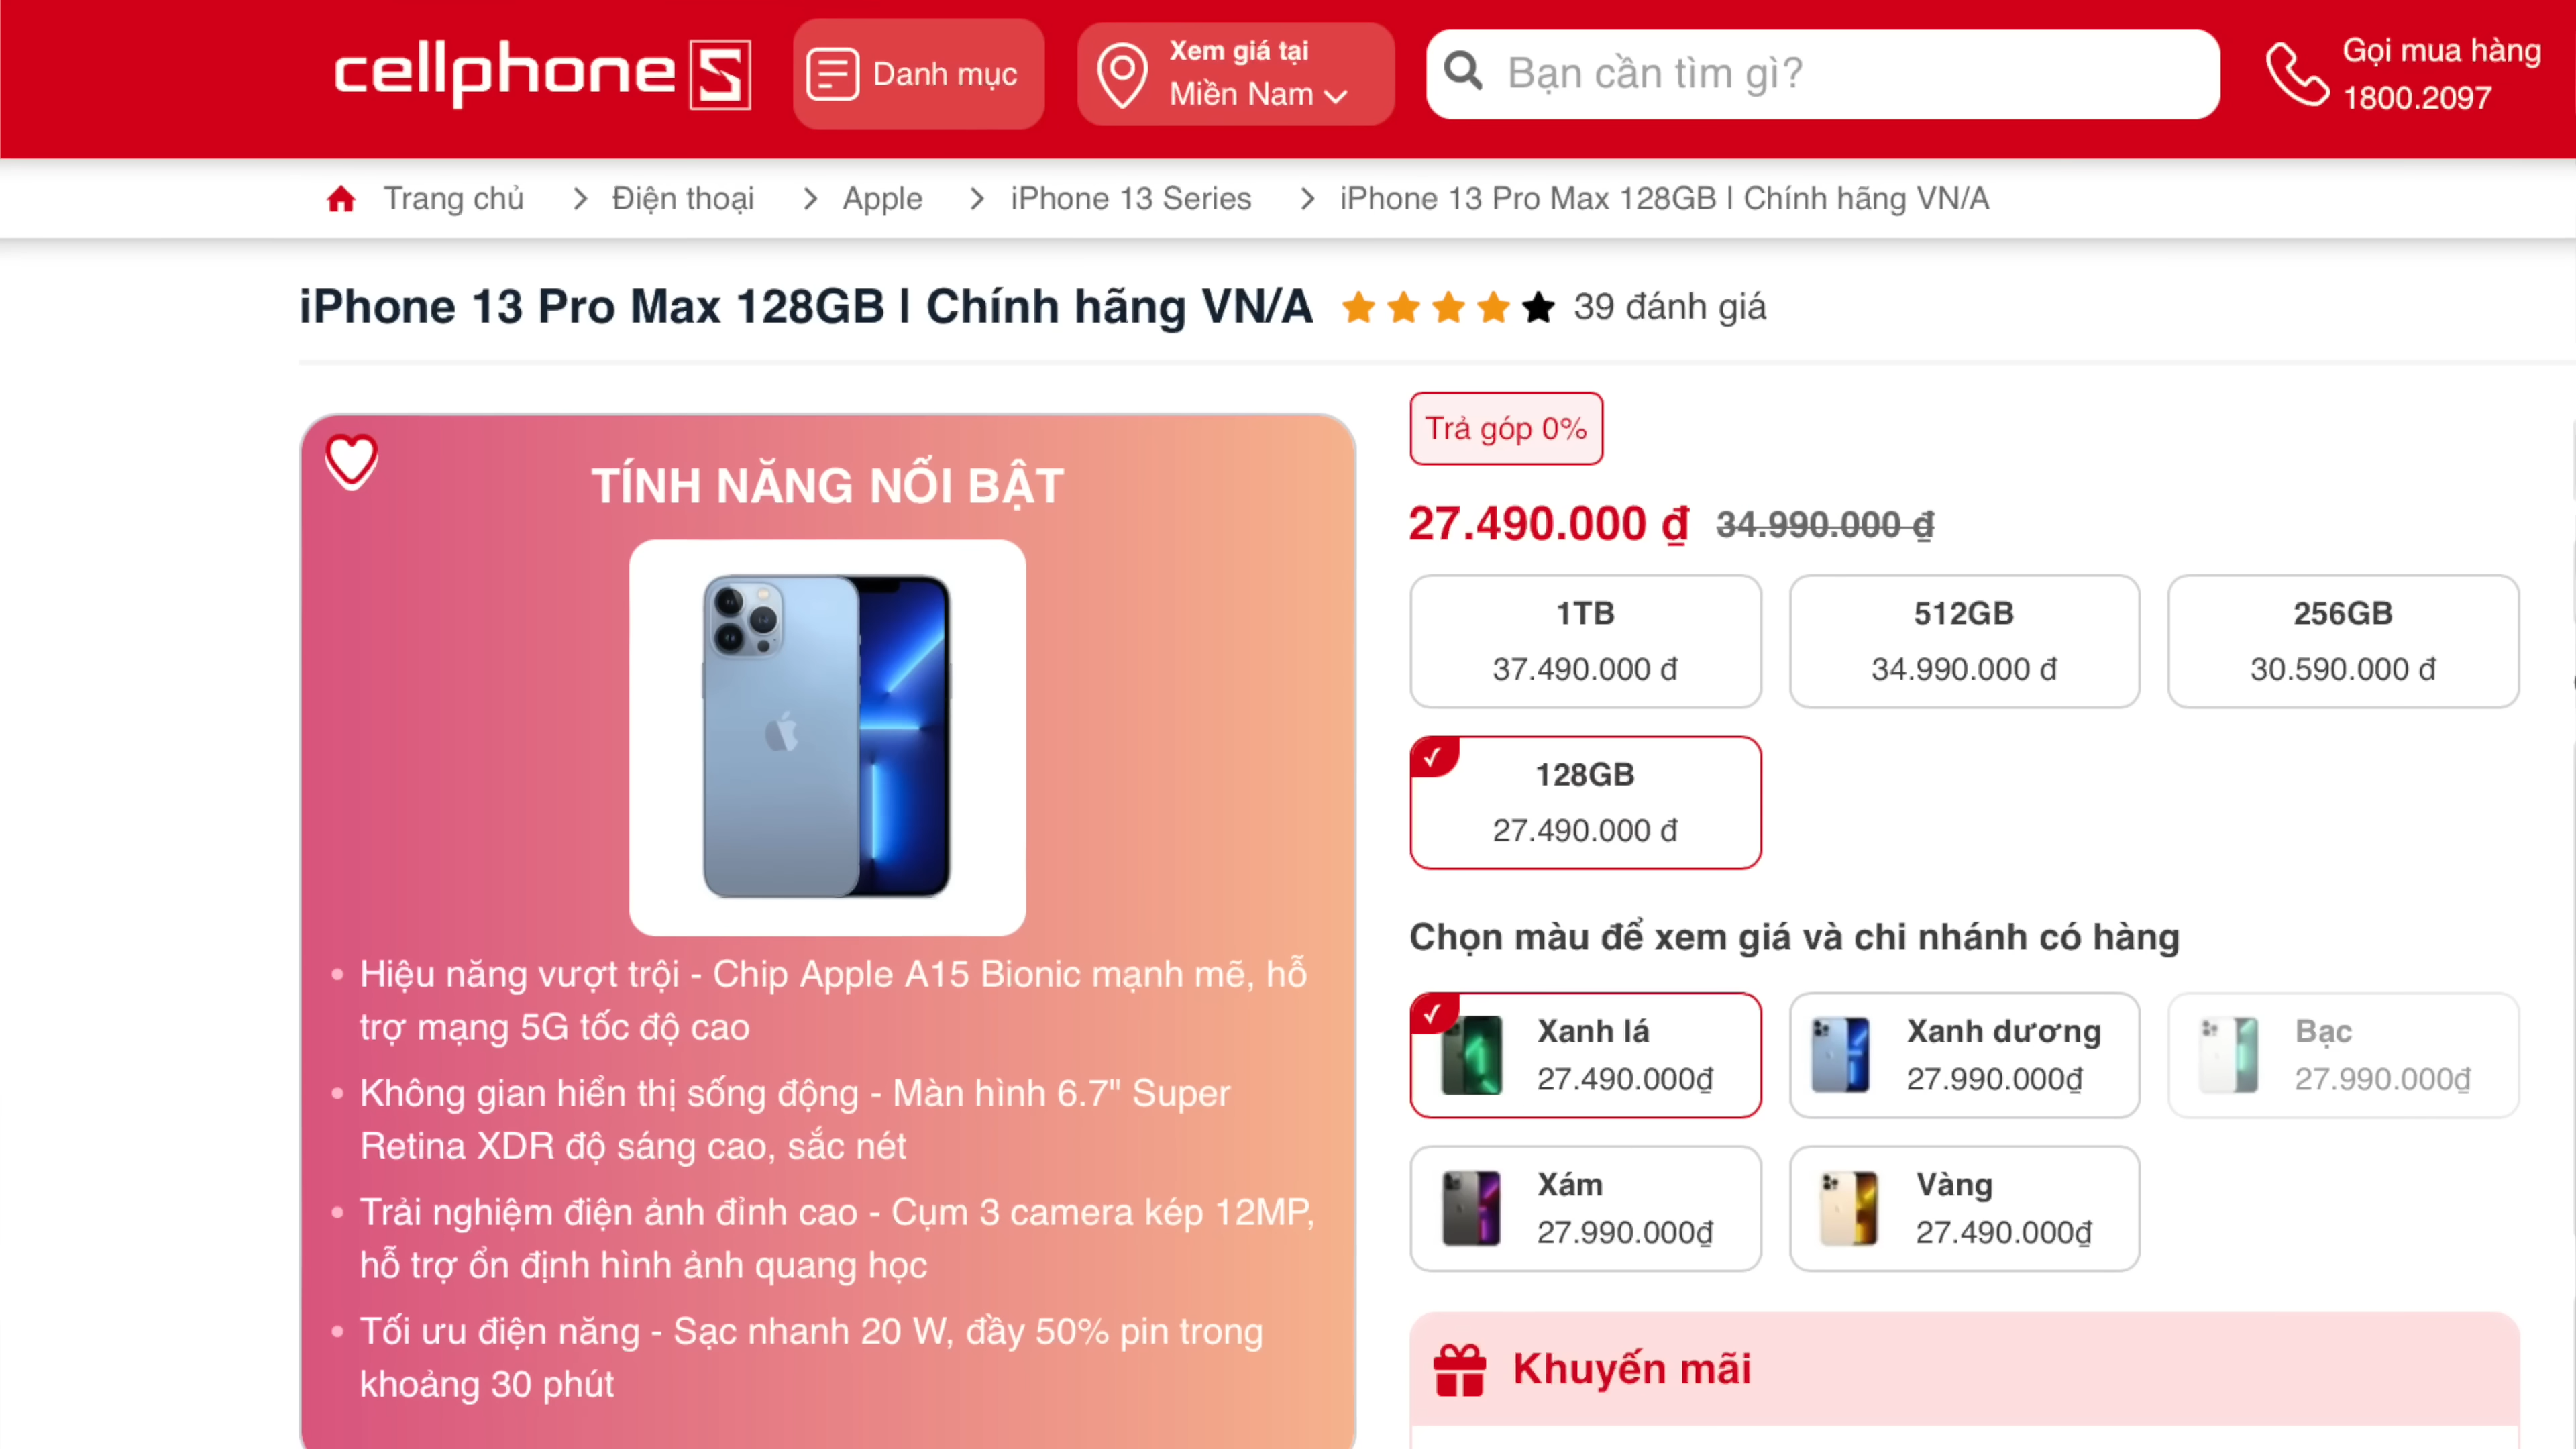 cellphoneS
Danh mục
Xem giá tại
Miền Nam
Bạn cần tìm gì?
Gọi mua hàng
1800.2097
Trang chủ > Điện thoại > Apple > iPhone 13 Series > iPhone 13 Pro Max 128GB | Chính hãng VN/A
iPhone 13 Pro Max 128GB | Chính hãng VN/A 39 đánh giá
TÍNH NĂNG NỔI BẬT
• Hiệu năng vượt trội - Chip Apple A15 Bionic mạnh mẽ, hỗ
trợ mạng 5G tốc độ cao
• Không gian hiển thị sống động - Màn hình 6.7" Super
Retina XDR độ sáng cao, sắc nét
• Trải nghiệm điện ảnh đỉnh cao - Cụm 3 camera kép 12MP,
hỗ trợ ổn định hình ảnh quang học
• Tối ưu điện năng - Sạc nhanh 20 W, đầy 50% pin trong
khoảng 30 phút
Trả góp 0%
27.490.000 ₫ 34.990.000 ₫
1TB
37.490.000 đ
512GB
34.990.000 đ
256GB
30.590.000 đ
128GB
27.490.000 đ
Chọn màu để xem giá và chi nhánh có hàng
Xanh lá
27.490.000₫
Xanh dương
27.990.000₫
Bạc
27.990.000₫
Xám
27.990.000₫
Vàng
27.490.000₫
Khuyến mãi